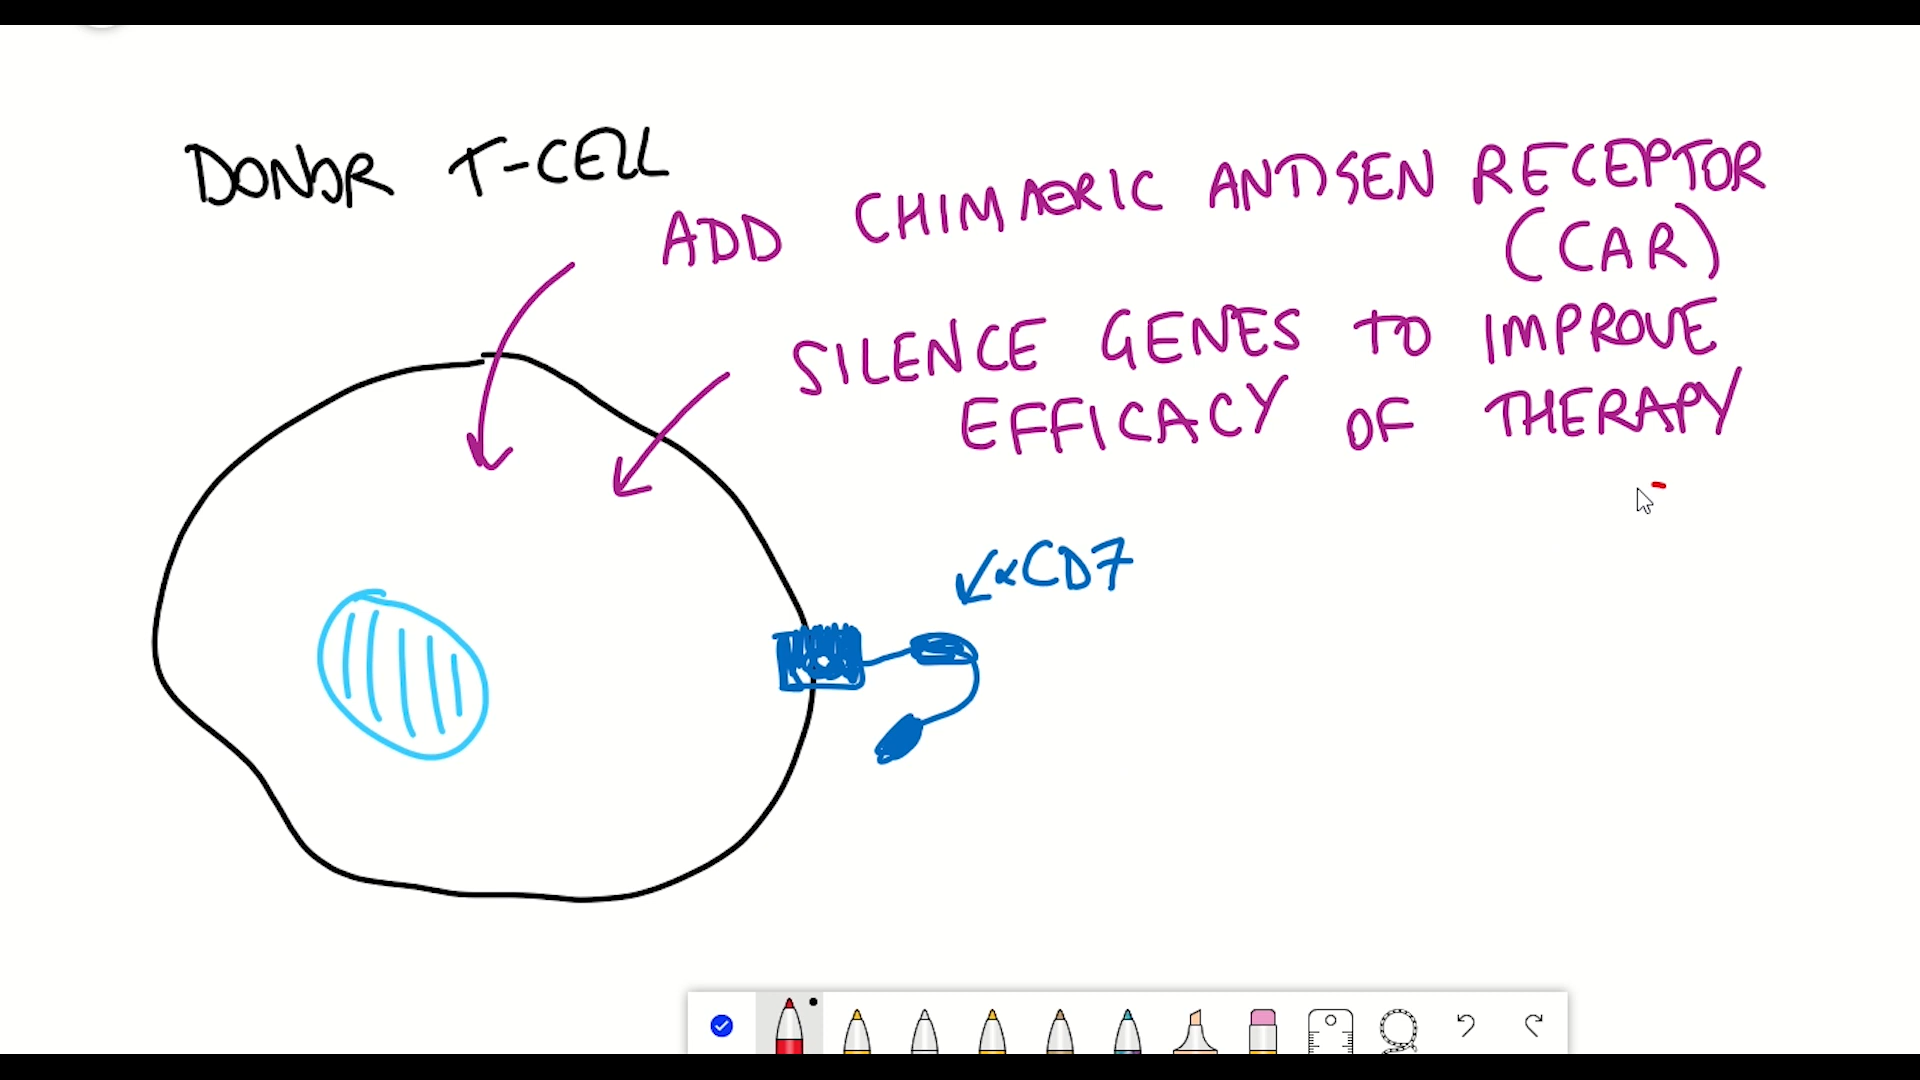 DONOR T-CELL
ADD CHIMAERIC ANTIGEN RECEPTOR
(CAR)
SILENCE GENES TO IMPROVE
EFFICACY OF THERAPY
αCD7